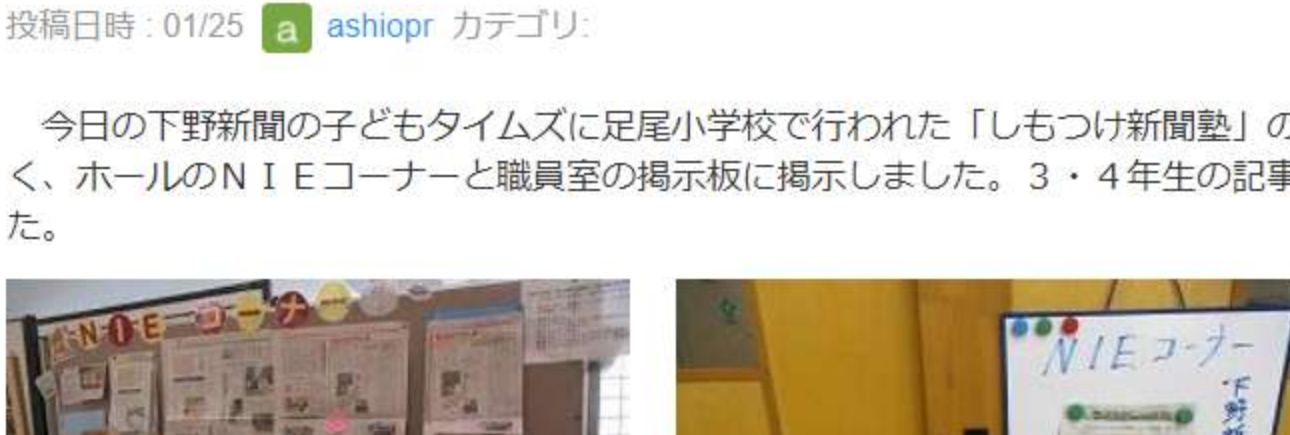 投稿日時 : 01/25 a ashiopr カテゴリ:
今日の下野新聞の子どもタイムズに足尾小学校で行われた「しもつけ新聞塾」の
く、ホールのＮＩＥコーナーと職員室の掲示板に掲示しました。３・４年生の記事
た。
NIEコーナー
NIEコーナー
下野新